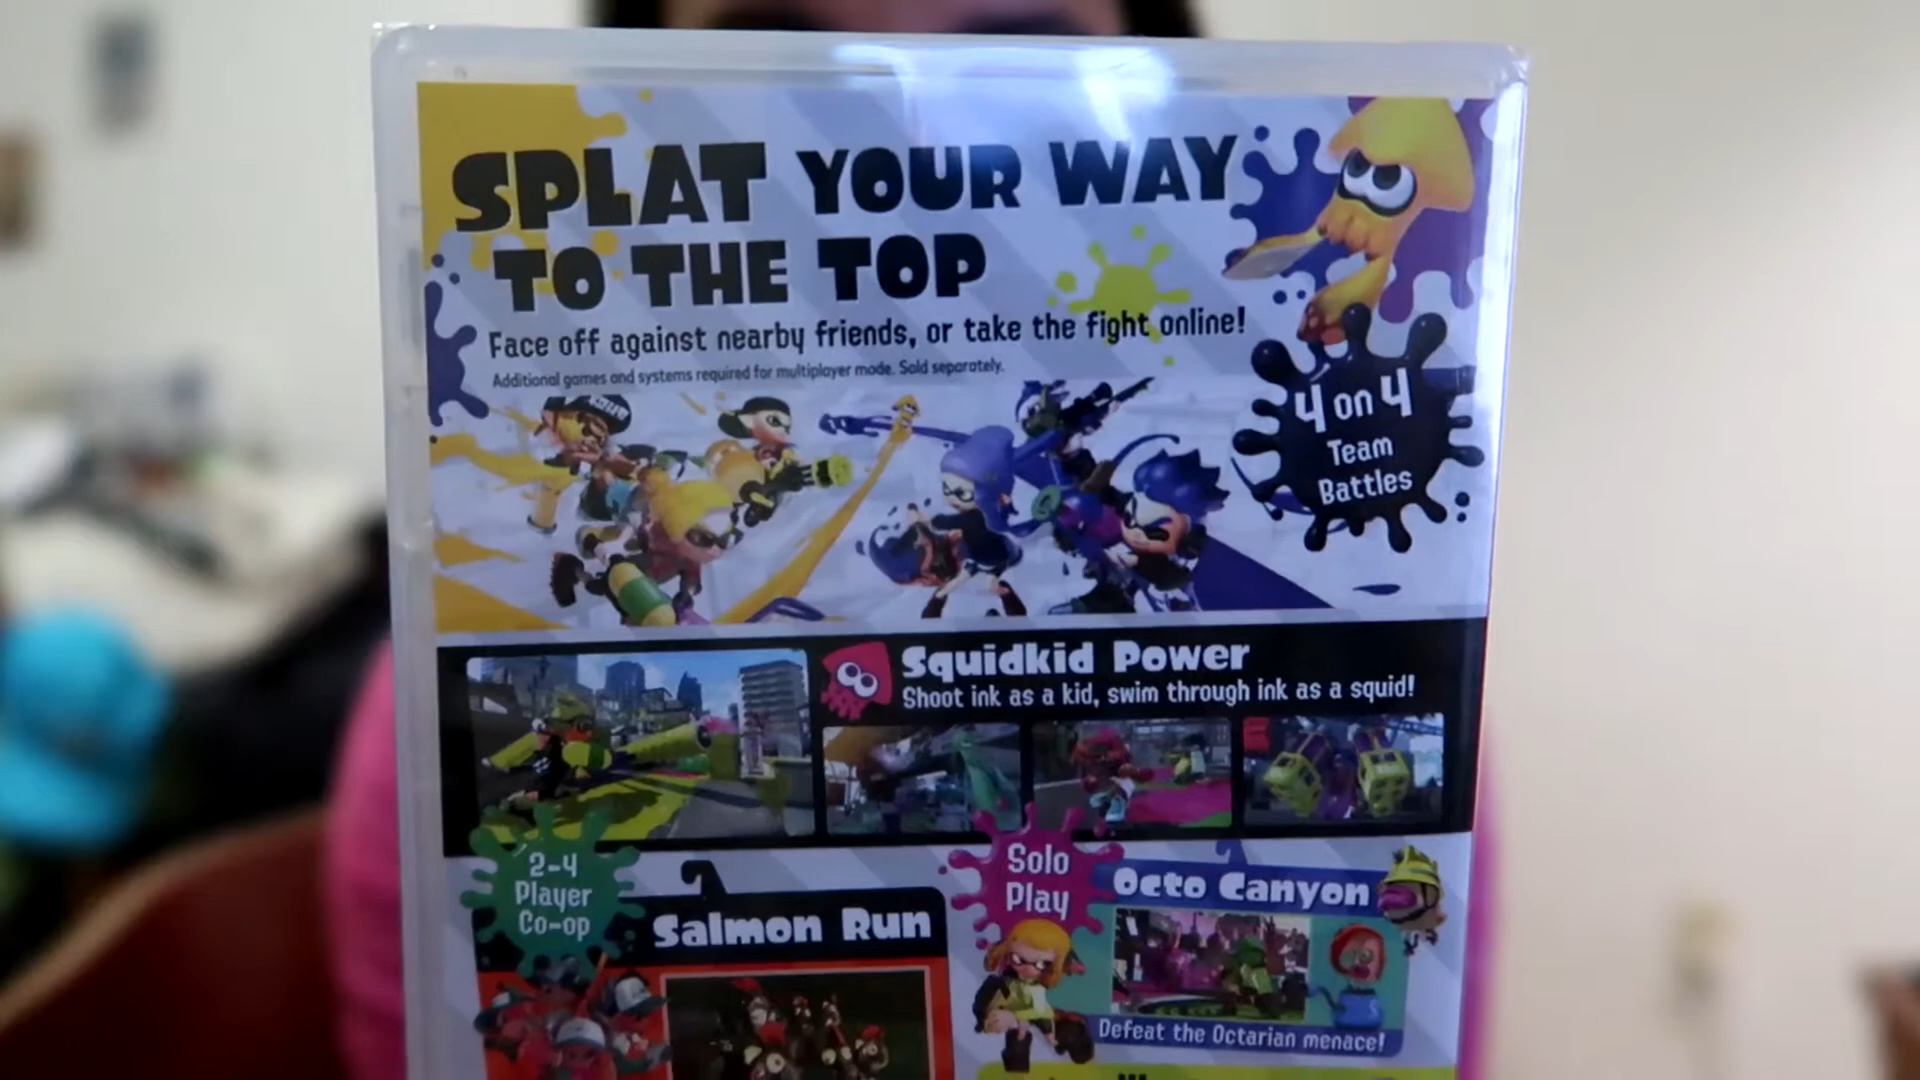 SPLAT YOUR WAY
TO THE TOP
Face off against nearby friends, or take the fight online!
Additional games and systems required for multiplayer mode. Sold separately.
4 on 4
Team
Battles
Squidkid Power
Shoot ink as a kid, swim through ink as a squid!
2-4
Player
Co-op
Salmon Run
Solo
Play
Octo Canyon
Defeat the Octarian menace!